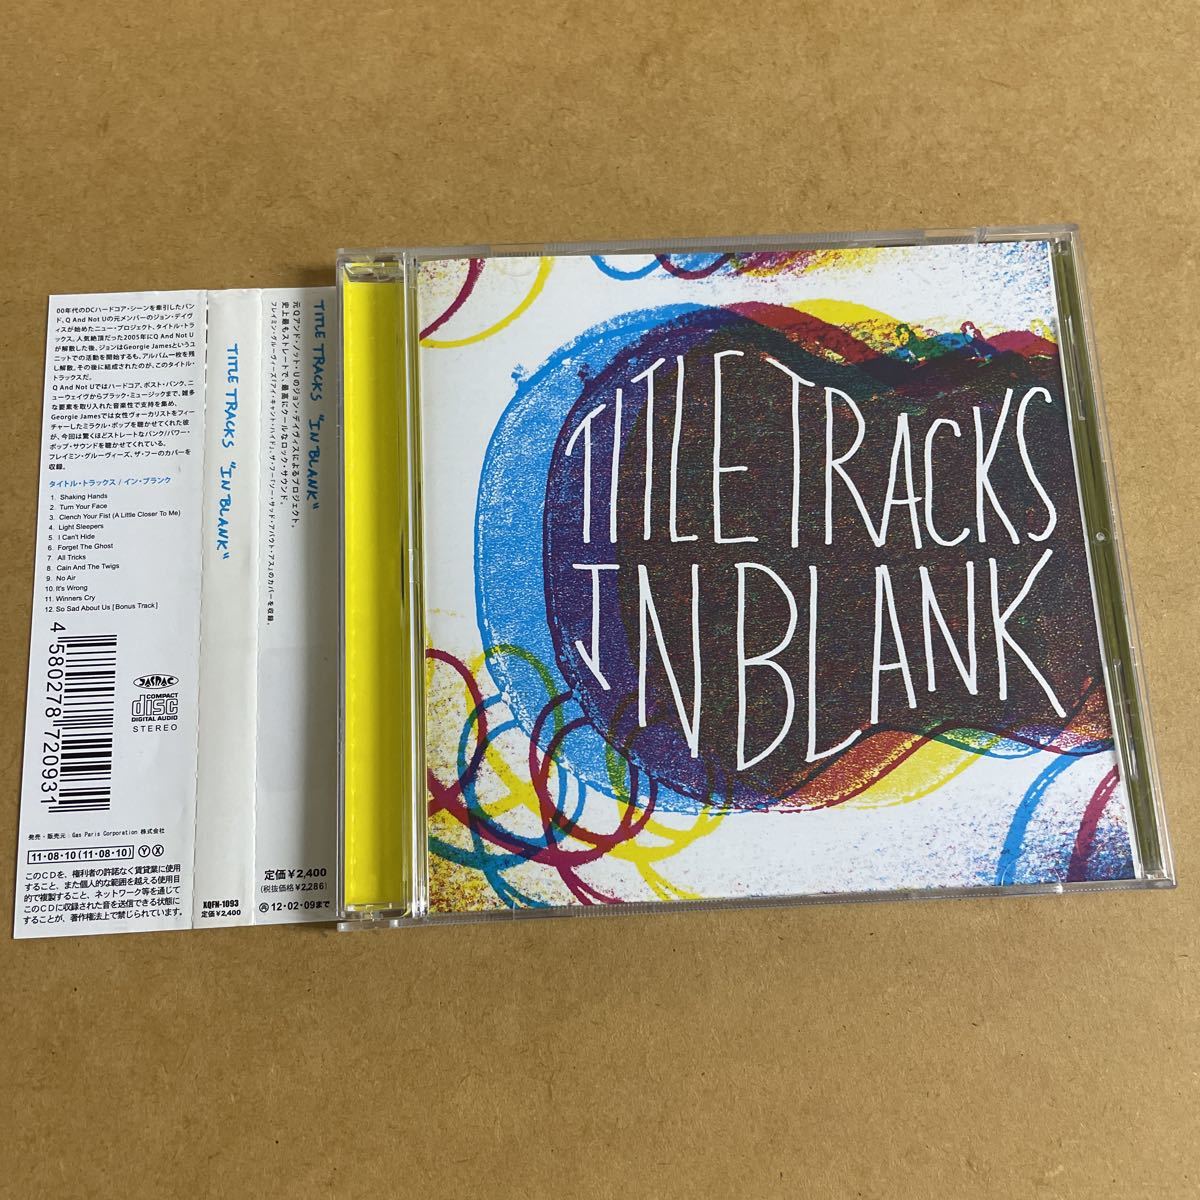 00年代のDCハードコア・シーンを牽引したバン
ド、Q And Not Uの元メンバーのジョン・デイヴ
ィスが始めたニュー・プロジェクト、タイトル・トラ
ックス。人気絶頂だった2005年にQ And Not U
が解散した後、ジョンはGeorgie Jamesというユ
ニットでの活動を開始するも、アルバム一枚を残
し解散。その後に結成されたのが、このタイトル・
トラックスだ。
Q And Not Uではハードコア、ポスト・パンク、ニ
ューウェイヴからブラック・ミュージックまで、雑多
な要素を取り入れた音楽性で支持を集め、
Georgie Jamesでは女性ヴォーカリストをフィー
チャーしたミラクル・ポップを聴かせてくれた彼
が、今回は驚くほどストレートなパンク/パワー・
ポップ・サウンドを聴かせてくれている。
フレイミン・グルーヴィーズ、ザ・フーのカバーを
収録。
タイトル・トラックス / イン・ブランク
1. Shaking Hands
2. Turn Your Face
3. Clench Your Fist (A Little Closer To Me)
4. Light Sleepers
5. I Can't Hide
6. Forget The Ghost
7. All Tricks
8. Cain And The Twigs
9. No Air
10. It's Wrong
11. Winners Cry
12. So Sad About Us [Bonus Track]
4 580278 720931
JASRAC
COMPACT
disc
DIGITAL AUDIO
STEREO
発売・販売元：Gan Paris Corporation 株式会社
11・08・10 (11・08・10) Ⓨ Ⓧ
このCDを、権利者の許諾なく賃貸業に使用
すること、また個人的な範囲を越える使用目
的で複製すること、ネットワーク等を通じて
このCDに収録された音を送信できる状態に
することが、著作権法上で禁じられています。
TITLE TRACKS "IN BLANK"
XQFN-1093
定価¥2,400
TITLE TRACKS "IN BLANK"
元Qアンド・ノット・Uのジョン・デイヴィスによるプロジェクト。
史上最もストレートで、最高にクールなロック・サウンド。
フレイミン・グルーヴィーズ「アイ・キャント・ハイド」、ザ・フー「ソー・サッド・アバウト・アス」のカバーを収録。
定価¥2,400
(税抜価格¥2,286)
12・02・09まで
TITLE TRACKS
IN BLANK